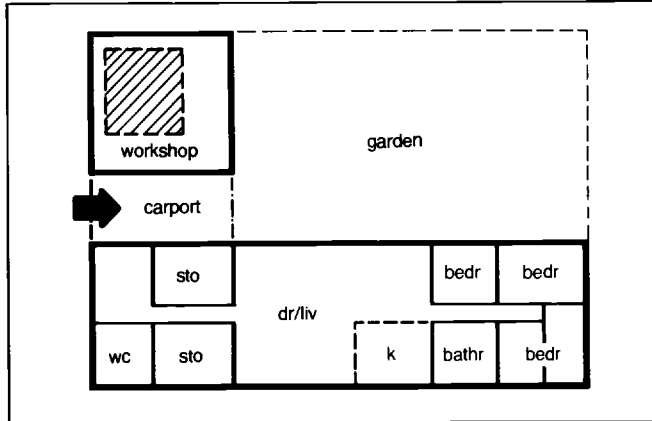 workshop
garden
carport
sto
bedr
bedr
dr/liv
wc
sto
k
bathr
bedr